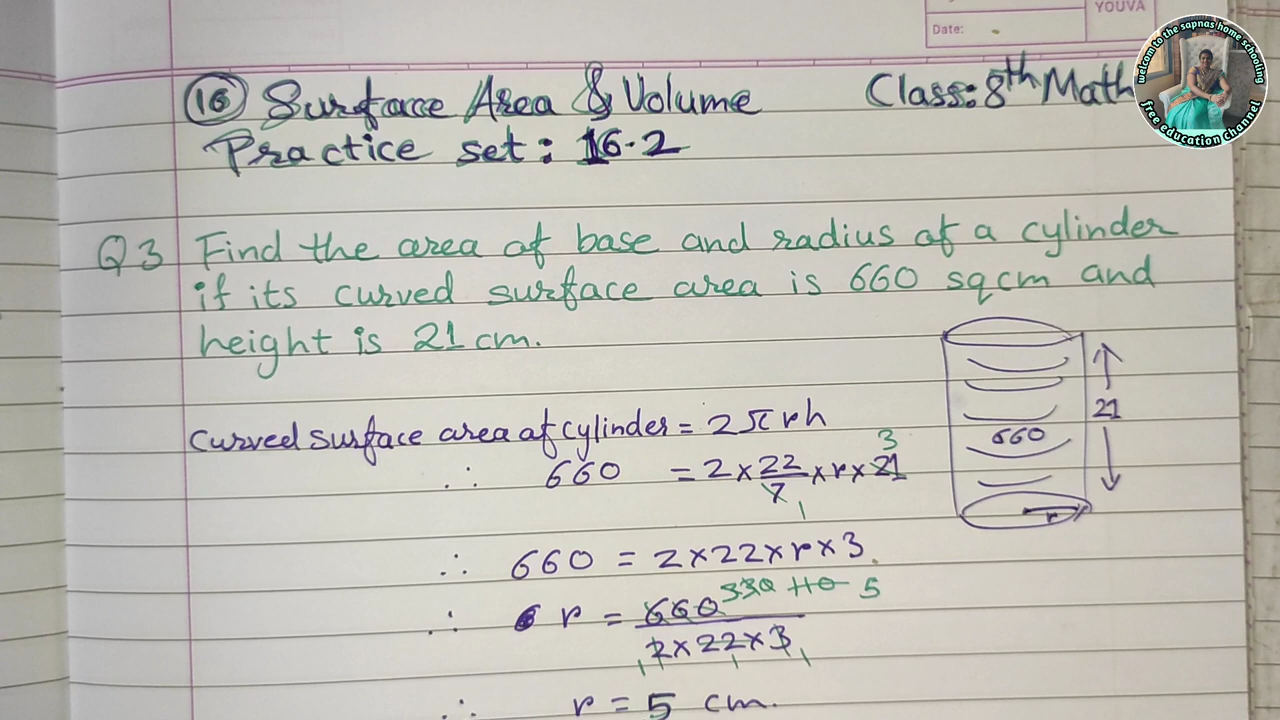 YOUVA
Date:
welcom to the sapnas home schooling
free education channel
16 Surface Area & Volume Class: 8th Math
Practice set: 16.2
Q3 Find the area of base and radius of a cylinder
if its curved surface area is 660 sqcm and
height is 21 cm.
Curved surface area of cylinder = 2πrh
∴ 660 = 2 × 22/7 × r × 21
3
1
21
660
r
∴ 660 = 2×22×r×3.
∴ r = 660/2×22×3
330 110 5
1 1 1
∴ r = 5 cm.